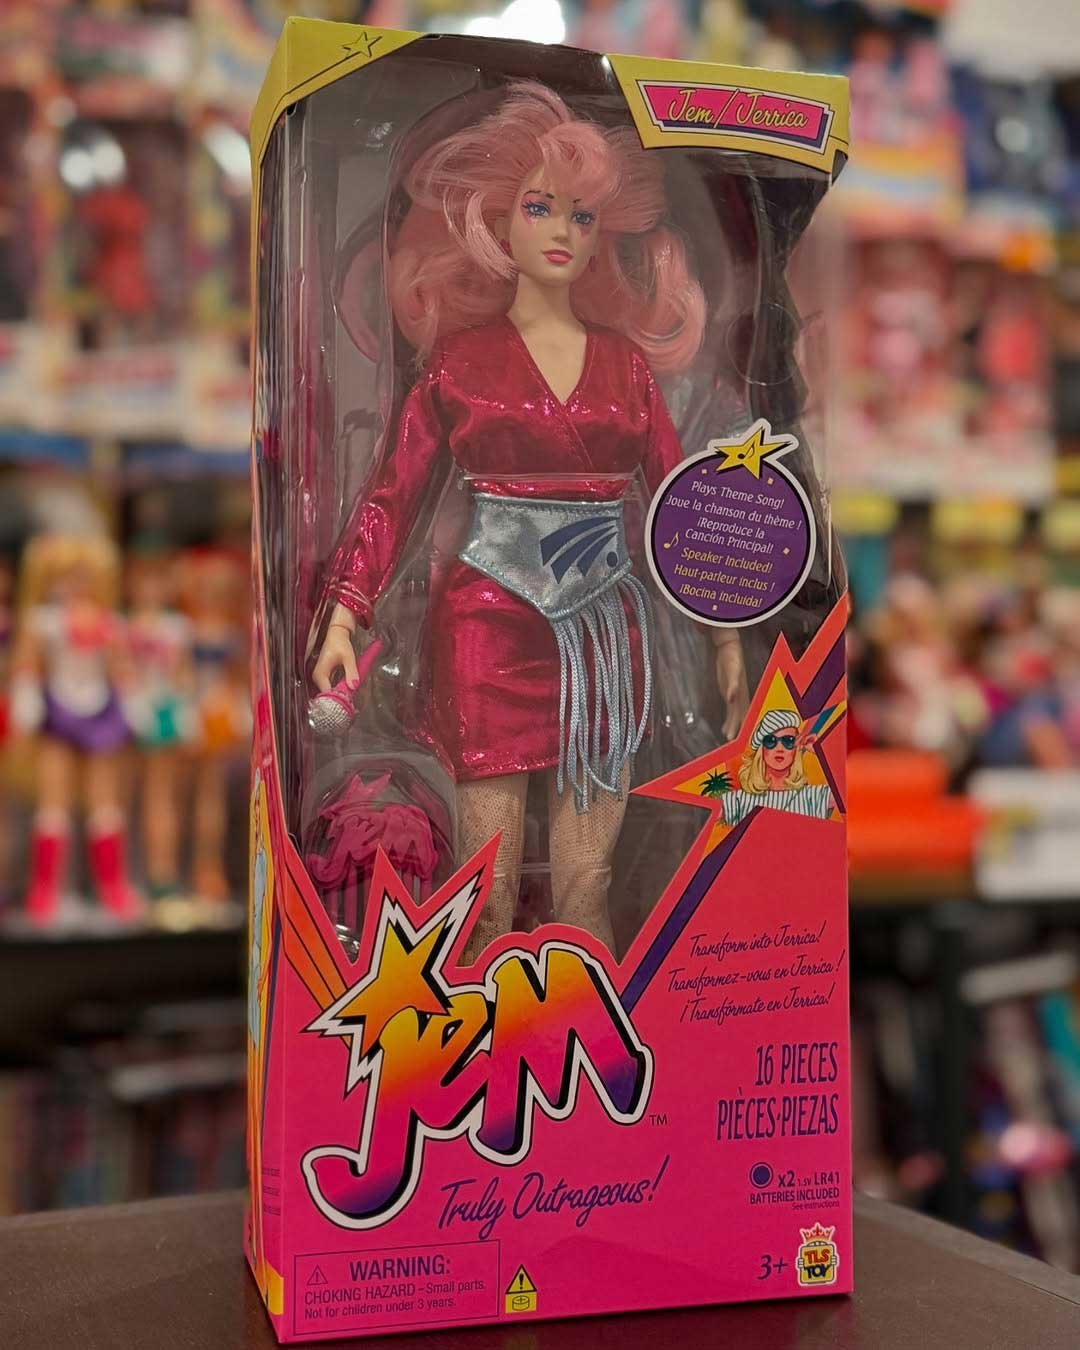 Jem/Jerrica
Plays Theme Song!
Joue la chanson du thème !
¡Reproduce la
Canción Principal!
Speaker Included!
Haut-parleur inclus !
¡Bocina incluida!
JEM
Transform into Jerrica!
Transformez-vous en Jerrica !
¡Transfórmate en Jerrica!
JEM™
Truly Outrageous!
16 PIECES
PIÈCES·PIEZAS
x2 1.5V LR41
BATTERIES INCLUDED
See instructions
WARNING:
CHOKING HAZARD – Small parts.
Not for children under 3 years.
3+
TLS
TOY